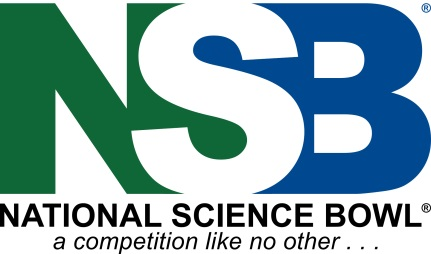 NSB®
NATIONAL SCIENCE BOWL®
a competition like no other . . .